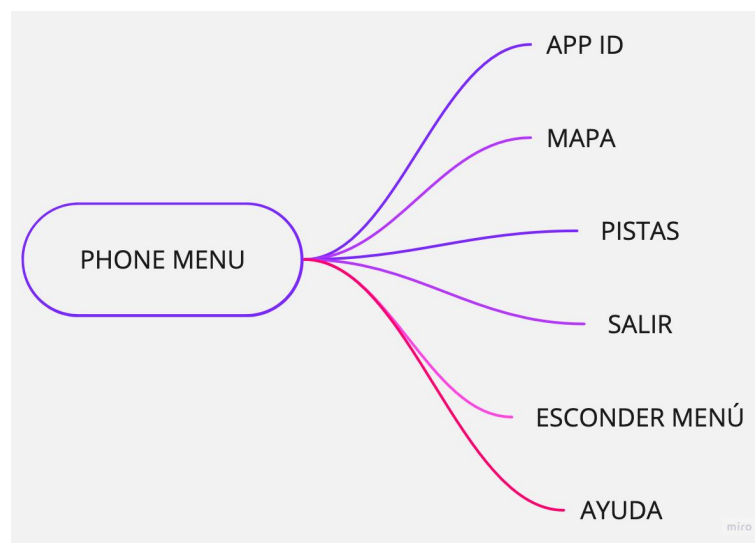 APP ID
MAPA
PISTAS
PHONE MENU
SALIR
ESCONDER MENÚ
AYUDA
miro